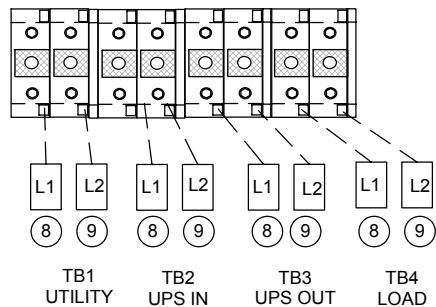 L1 L2 L1 L2 L1 L2 L1 L2
8 9 8 9 8 9 8 9
TB1 TB2 TB3 TB4
UTILITY UPS IN UPS OUT LOAD